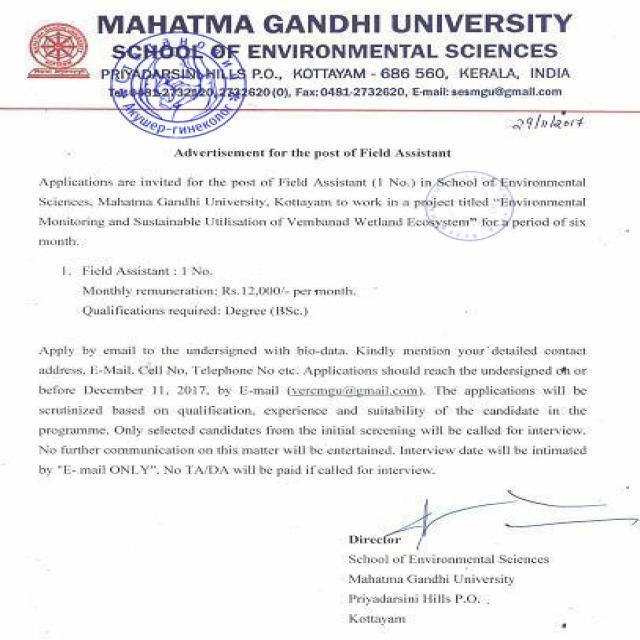 MAHATMA GANDHI UNIVERSITY
SCHOOL OF ENVIRONMENTAL SCIENCES
PRIYADARSINI HILLS P.O., KOTTAYAM - 686 560, KERALA, INDIA
Tel: 0481-2732120, 2732620 (O), Fax: 0481-2732620, E-mail: sesmgu@gmail.com
Акушер-гинеколог
29/11/2017
Advertisement for the post of Field Assistant
Applications are invited for the post of Field Assistant (1 No.) in School of Environmental
Sciences, Mahatma Gandhi University, Kottayam to work in a project titled "Environmental
Monitoring and Sustainable Utilisation of Vembanad Wetland Ecosystem" for a period of six
month.
1. Field Assistant : 1 No.
Monthly remuneration: Rs.12,000/- per month.
Qualifications required: Degree (BSc.)
Apply by email to the undersigned with bio-data. Kindly mention your detailed contact
address, E-Mail. Cell No, Telephone No etc. Applications should reach the undersigned on or
before December 11, 2017, by E-mail (vercmgu@gmail.com). The applications will be
scrutinized based on qualification, experience and suitability of the candidate in the
programme. Only selected candidates from the initial screening will be called for interview.
No further communication on this matter will be entertained. Interview date will be intimated
by "E- mail ONLY". No TA/DA will be paid if called for interview.
Director
School of Environmental Sciences
Mahatma Gandhi University
Priyadarsini Hills P.O.
Kottayam